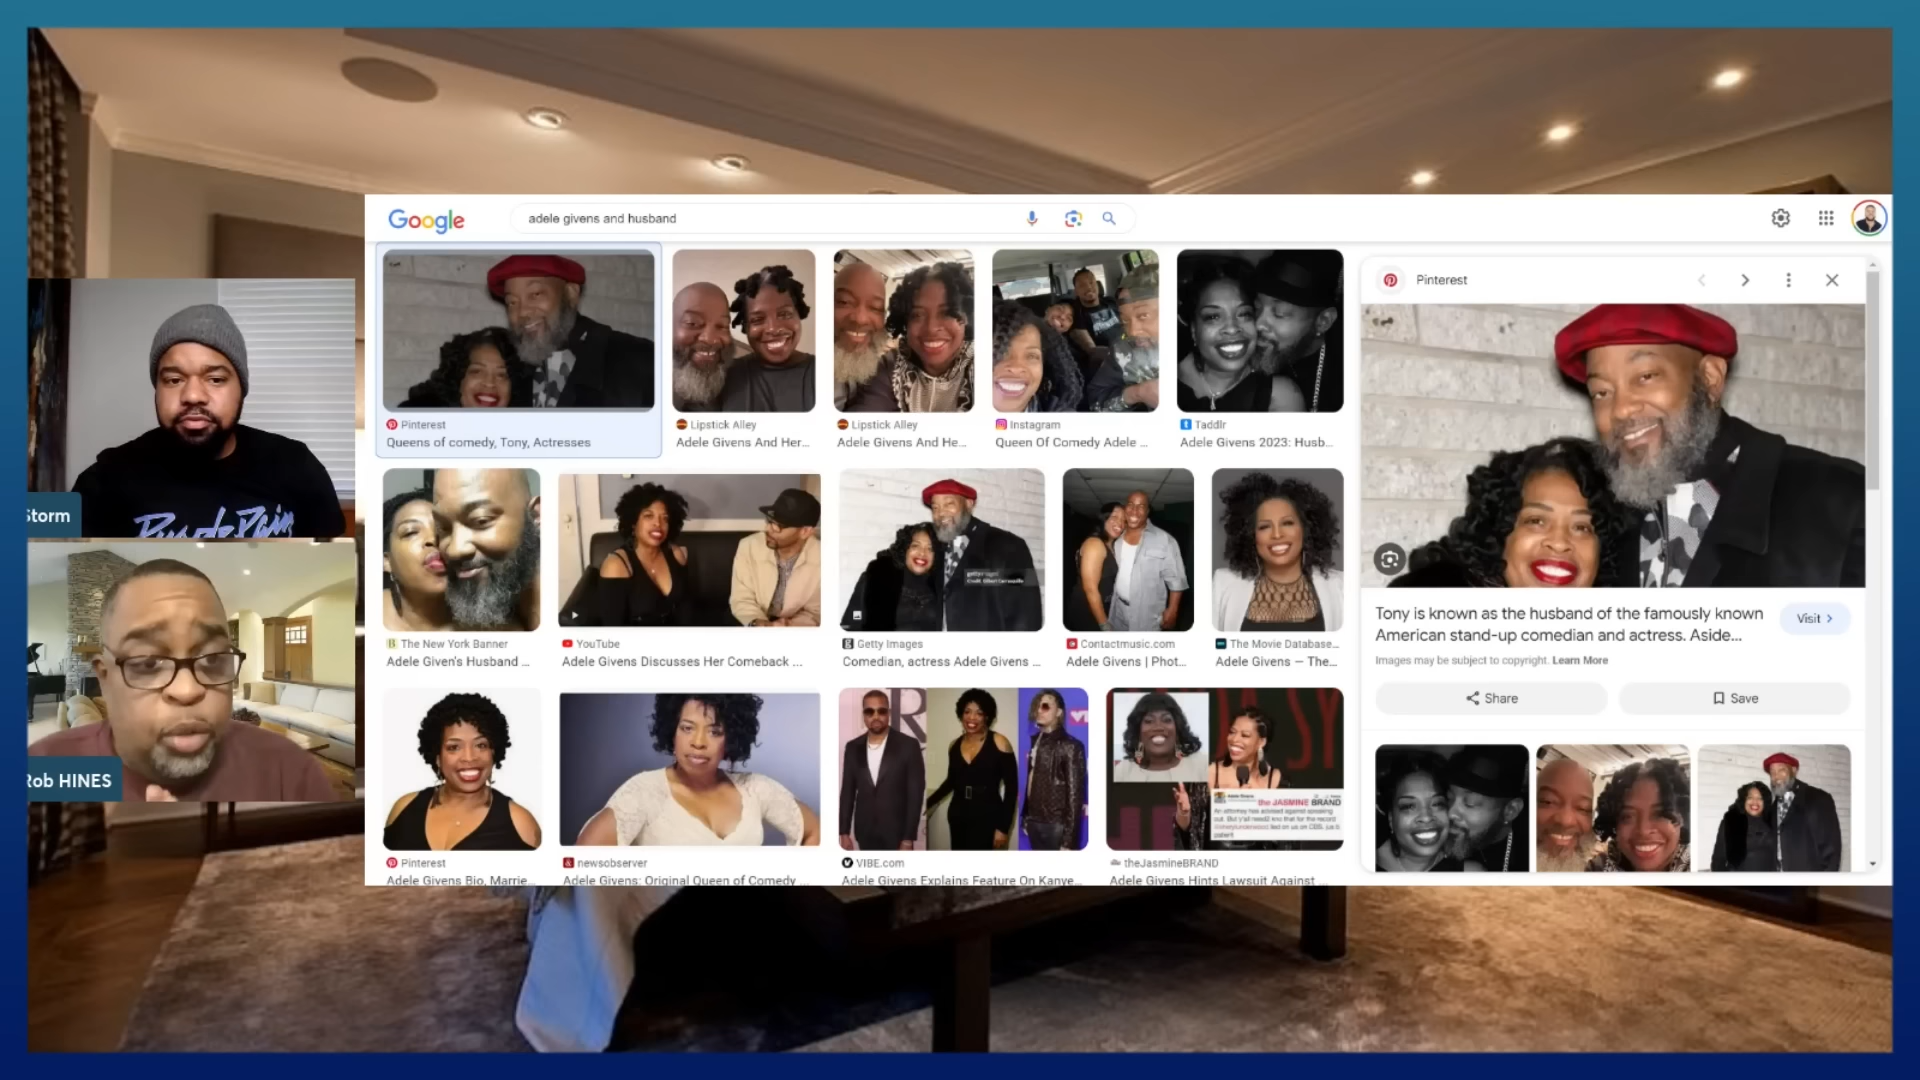 Google
adele givens and husband
Pinterest
Queens of comedy, Tony, Actresses
Lipstick Alley
Adele Givens And Her...
Lipstick Alley
Adele Givens And He...
Instagram
Queen Of Comedy Adele ...
Taddlr
Adele Givens 2023: Husb...
Pinterest
Tony is known as the husband of the famously known
American stand-up comedian and actress. Aside...
Visit
Images may be subject to copyright. Learn More
Share
Save
Storm
Rob HINES
The New York Banner
Adele Given's Husband ...
YouTube
Adele Givens Discusses Her Comeback ...
Getty Images
Comedian, actress Adele Givens ...
Contactmusic.com
Adele Givens | Phot...
The Movie Database...
Adele Givens – The...
Pinterest
Adele Givens Bio, Marrie...
newsobserver
Adele Givens: Original Queen of Comedy ...
VIBE.com
Adele Givens Explains Feature On Kanye...
the JASMINE BRAND
theJasmineBRAND
Adele Givens Hints Lawsuit Against ...